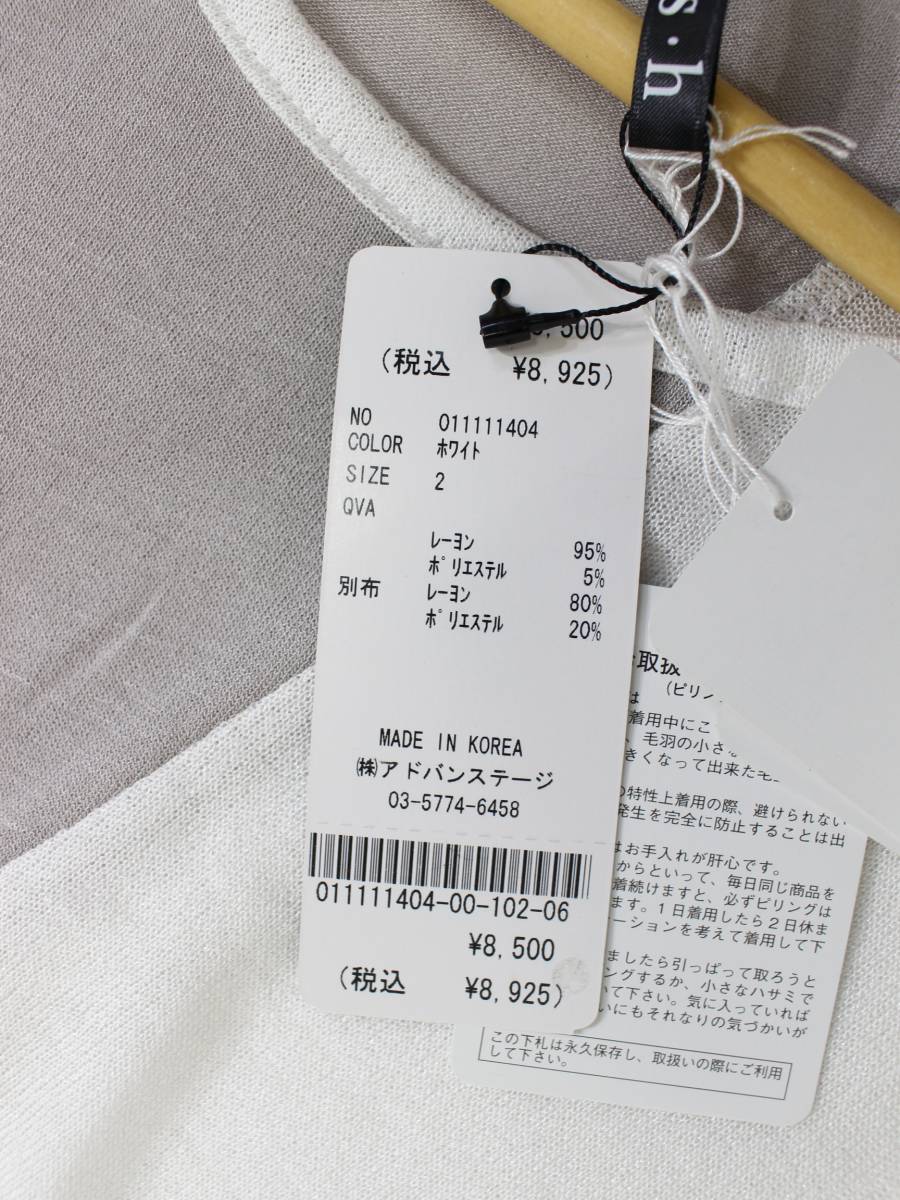 s・h
,500
(税込 ¥8,925)
NO 011111404
COLOR ホワイト
SIZE 2
QVA
レーヨン 95%
ポリエステル 5%
別布 レーヨン 80%
ポリエステル 20%
MADE IN KOREA
㈱アドバンステージ
03-5774-6458
011111404-00-102-06
¥8,500
(税込 ¥8,925)
取扱
(ピリン
は
着用中にこ
、毛羽の小さな
きくなって出来た毛
の特性上着用の際、避けられない
発生を完全に防止することは出
はお手入れが肝心です。
からといって、毎日同じ商品を
着続けますと、必ずピリングは
ます。1日着用したら2日休ま
ーションを考えて着用して下
ましたら引っぱって取ろうと
ングするか、小さなハサミで
いて下さい。気に入っていれば
いにもそれなりの気づかいが
この下札は永久保存し、取扱いの際にご利用
して下さい。